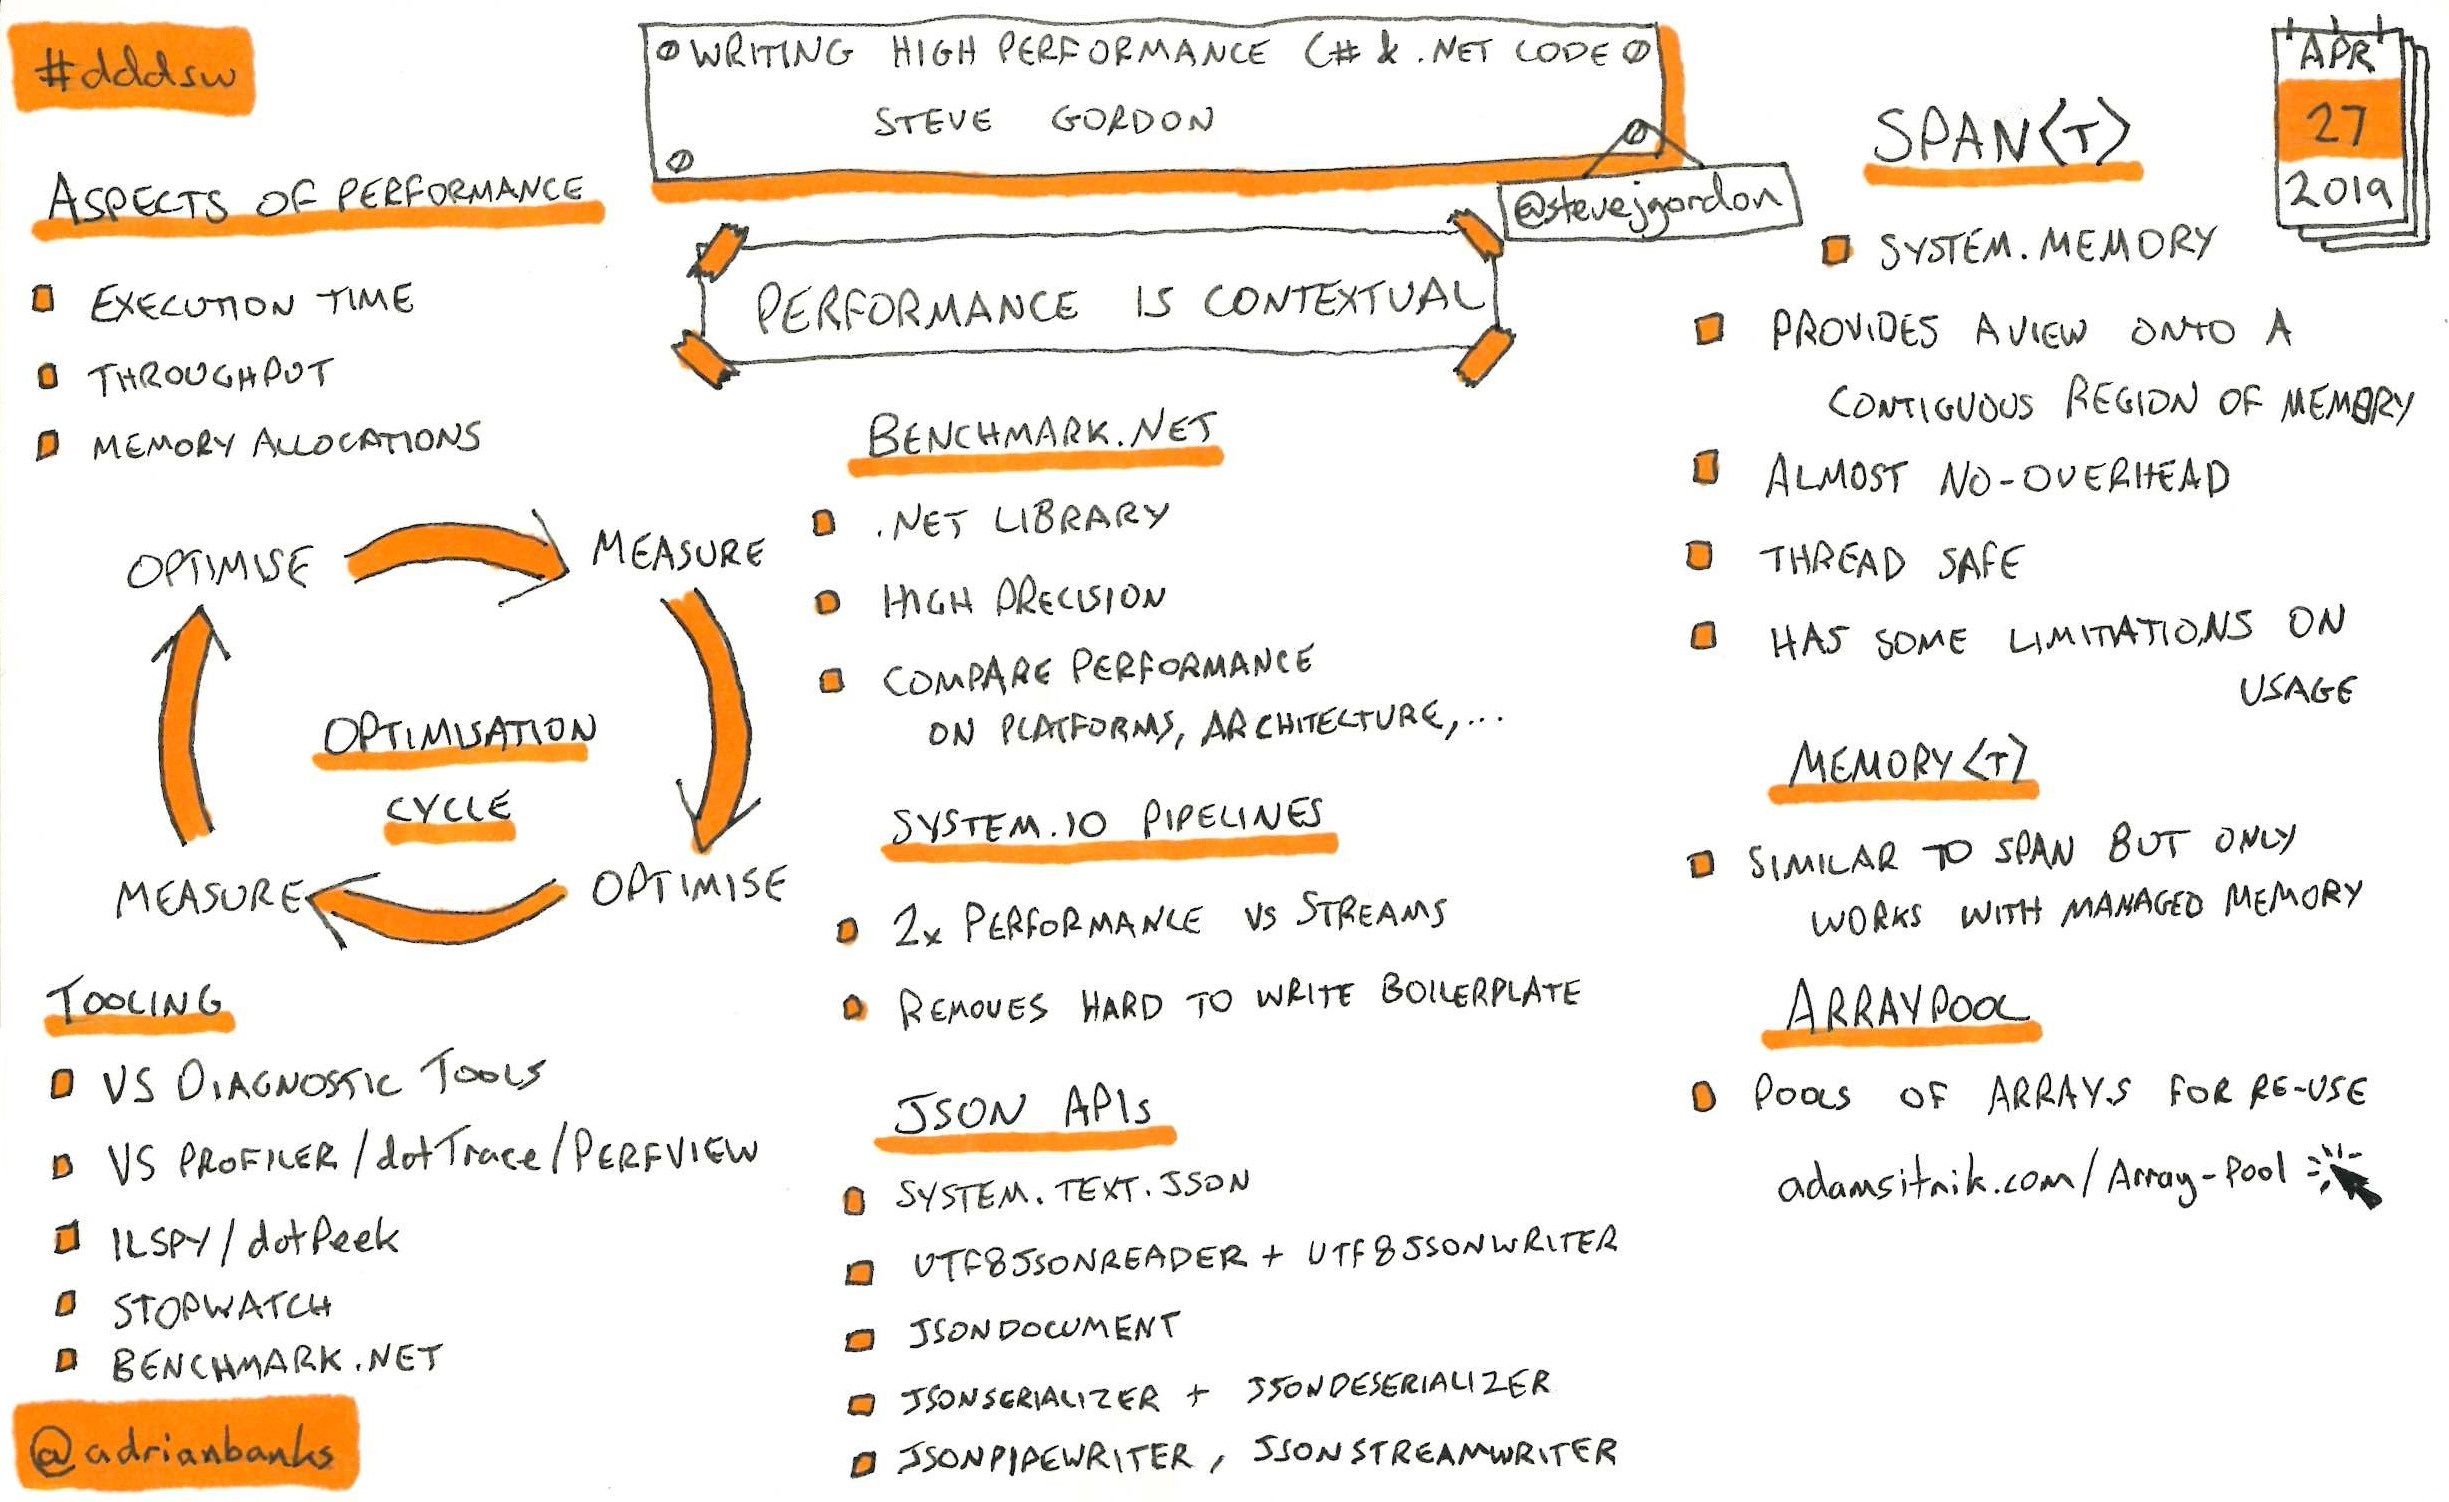 #dddsw
WRITING HIGH PERFORMANCE C# & .NET CODE
STEVE GORDON
@stevejgordon
APR
27
2019
PERFORMANCE IS CONTEXTUAL
ASPECTS OF PERFORMANCE
EXECUTION TIME
THROUGHPUT
MEMORY ALLOCATIONS
OPTIMISE
MEASURE
OPTIMISE
MEASURE
OPTIMISATION
CYCLE
TOOLING
VS DIAGNOSTIC TOOLS
VS PROFILER/dotTrace/PERFVIEW
ILSPY/dotPeek
STOPWATCH
BENCHMARK.NET
@adrianbanks
BENCHMARK.NET
.NET LIBRARY
HIGH PRECISION
COMPARE PERFORMANCE
ON PLATFORMS, ARCHITECTURE,...
SYSTEM.IO PIPELINES
2x PERFORMANCE VS STREAMS
REMOVES HARD TO WRITE BOILERPLATE
JSON APIs
SYSTEM.TEXT.JSON
UTF8JSONREADER + UTF8JSONWRITER
JSONDOCUMENT
JSONSERIALIZER + JSONDESERIALIZER
JSONPIPEWRITER, JSONSTREAMWRITER
SPAN<T>
SYSTEM.MEMORY
PROVIDES A VIEW ONTO A
CONTIGUOUS REGION OF MEMORY
ALMOST NO-OVERHEAD
THREAD SAFE
HAS SOME LIMITATIONS ON
USAGE
MEMORY<T>
SIMILAR TO SPAN BUT ONLY
WORKS WITH MANAGED MEMORY
ARRAYPOOL
POOLS OF ARRAYS FOR RE-USE
adamsitnik.com/Array-Pool